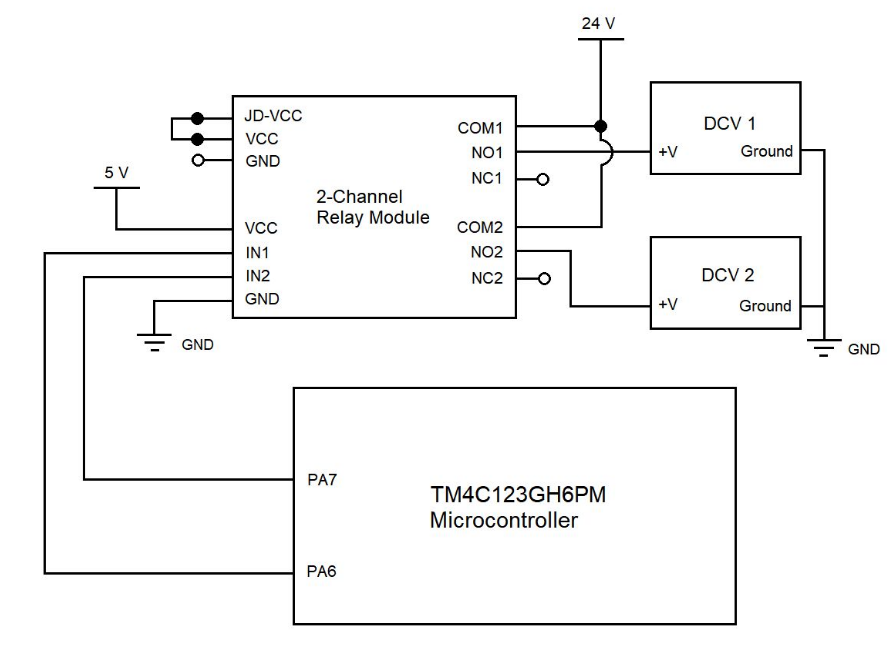 24 V
JD-VCC
VCC
GND
5 V
2-Channel
Relay Module
VCC
IN1
IN2
GND
GND
COM1
NO1
NC1
COM2
NO2
NC2
DCV 1
+V
Ground
DCV 2
+V
Ground
GND
PA7
TM4C123GH6PM
Microcontroller
PA6